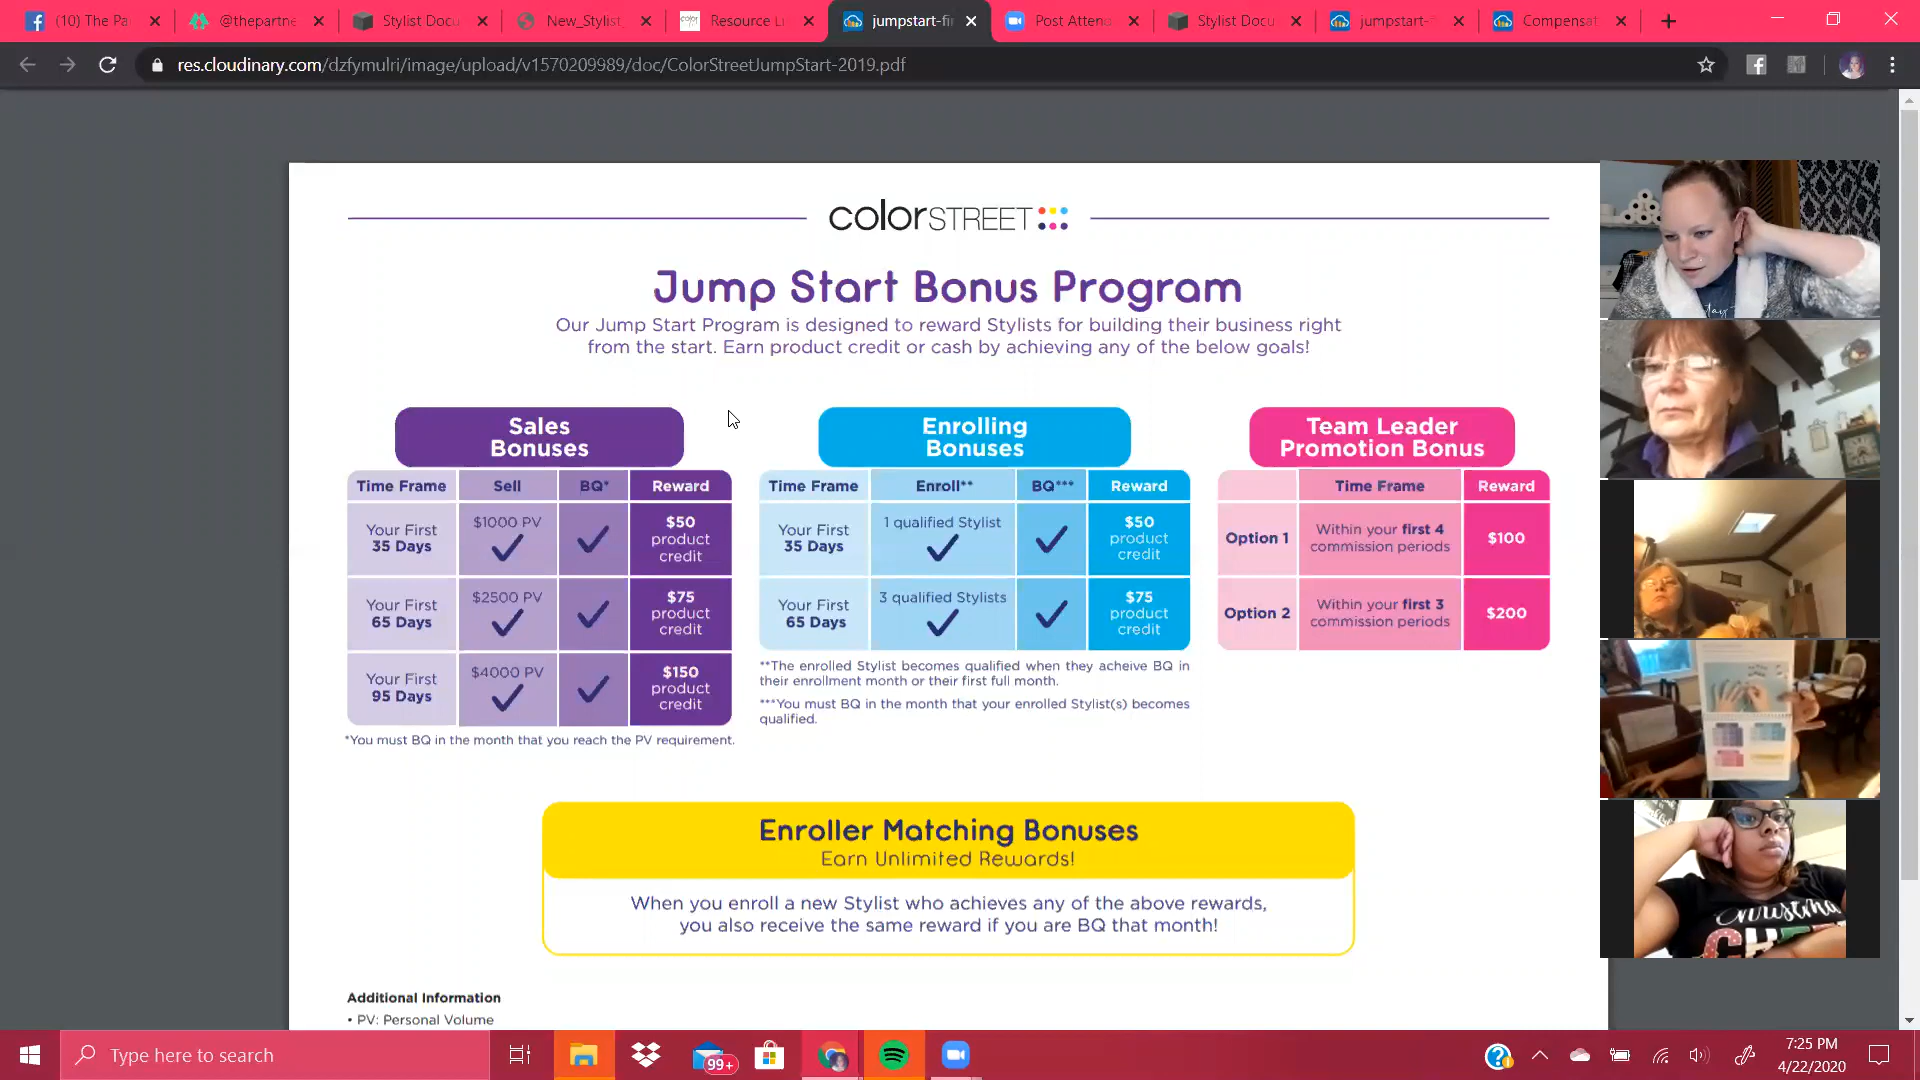 (10) The Pa
@thepartne
Stylist Docu
New_Stylist_
Resource Li
jumpstart-fi
Post Atten
Stylist Docu
jumpstart-
Compensat
res.cloudinary.com/dzfymulri/image/upload/v1570209989/doc/ColorStreetJumpStart-2019.pdf
colorSTREET
Jump Start Bonus Program
Our Jump Start Program is designed to reward Stylists for building their business right
from the start. Earn product credit or cash by achieving any of the below goals!
Sales
Bonuses
Time Frame Sell BQ* Reward
Your First
35 Days
$1000 PV
$50
product
credit
Your First
65 Days
$2500 PV
$75
product
credit
Your First
95 Days
$4000 PV
$150
product
credit
*You must BQ in the month that you reach the PV requirement.
Enrolling
Bonuses
Time Frame Enroll** BQ*** Reward
Your First
35 Days
1 qualified Stylist
$50
product
credit
Your First
65 Days
3 qualified Stylists
$75
product
credit
**The enrolled Stylist becomes qualified when they acheive BQ in
their enrollment month or their first full month.
***You must BQ in the month that your enrolled Stylist(s) becomes
qualified.
Team Leader
Promotion Bonus
Time Frame Reward
Option 1
Within your first 4
commission periods
$100
Option 2
Within your first 3
commission periods
$200
Enroller Matching Bonuses
Earn Unlimited Rewards!
When you enroll a new Stylist who achieves any of the above rewards,
you also receive the same reward if you are BQ that month!
Additional Information
• PV: Personal Volume
Type here to search
99+
7:25 PM
4/22/2020